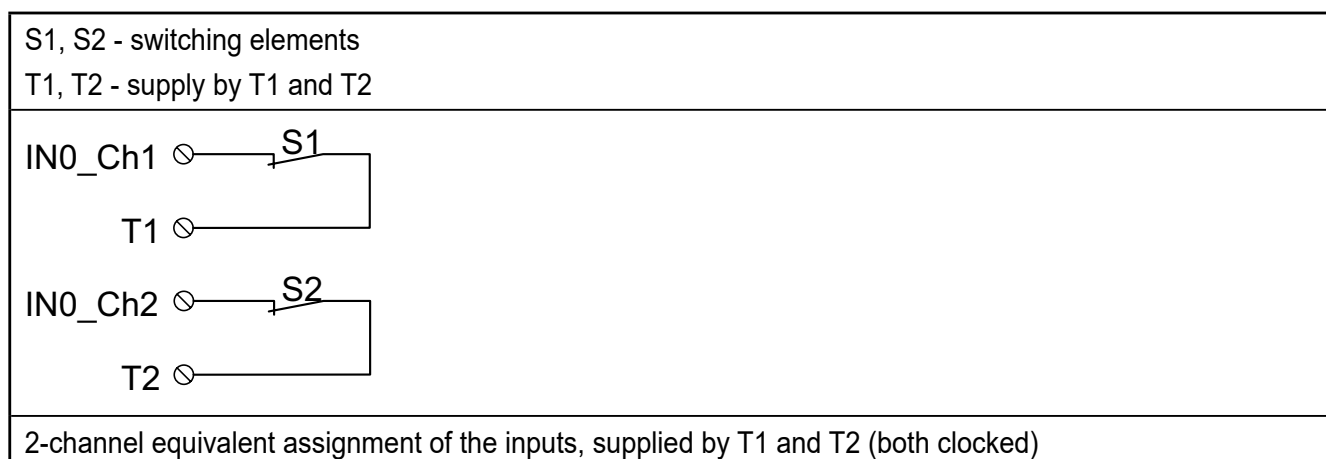 S1, S2 - switching elements
T1, T2 - supply by T1 and T2
S1
IN0_Ch1
T1
S2
IN0_Ch2
T2
2-channel equivalent assignment of the inputs, supplied by T1 and T2 (both clocked)